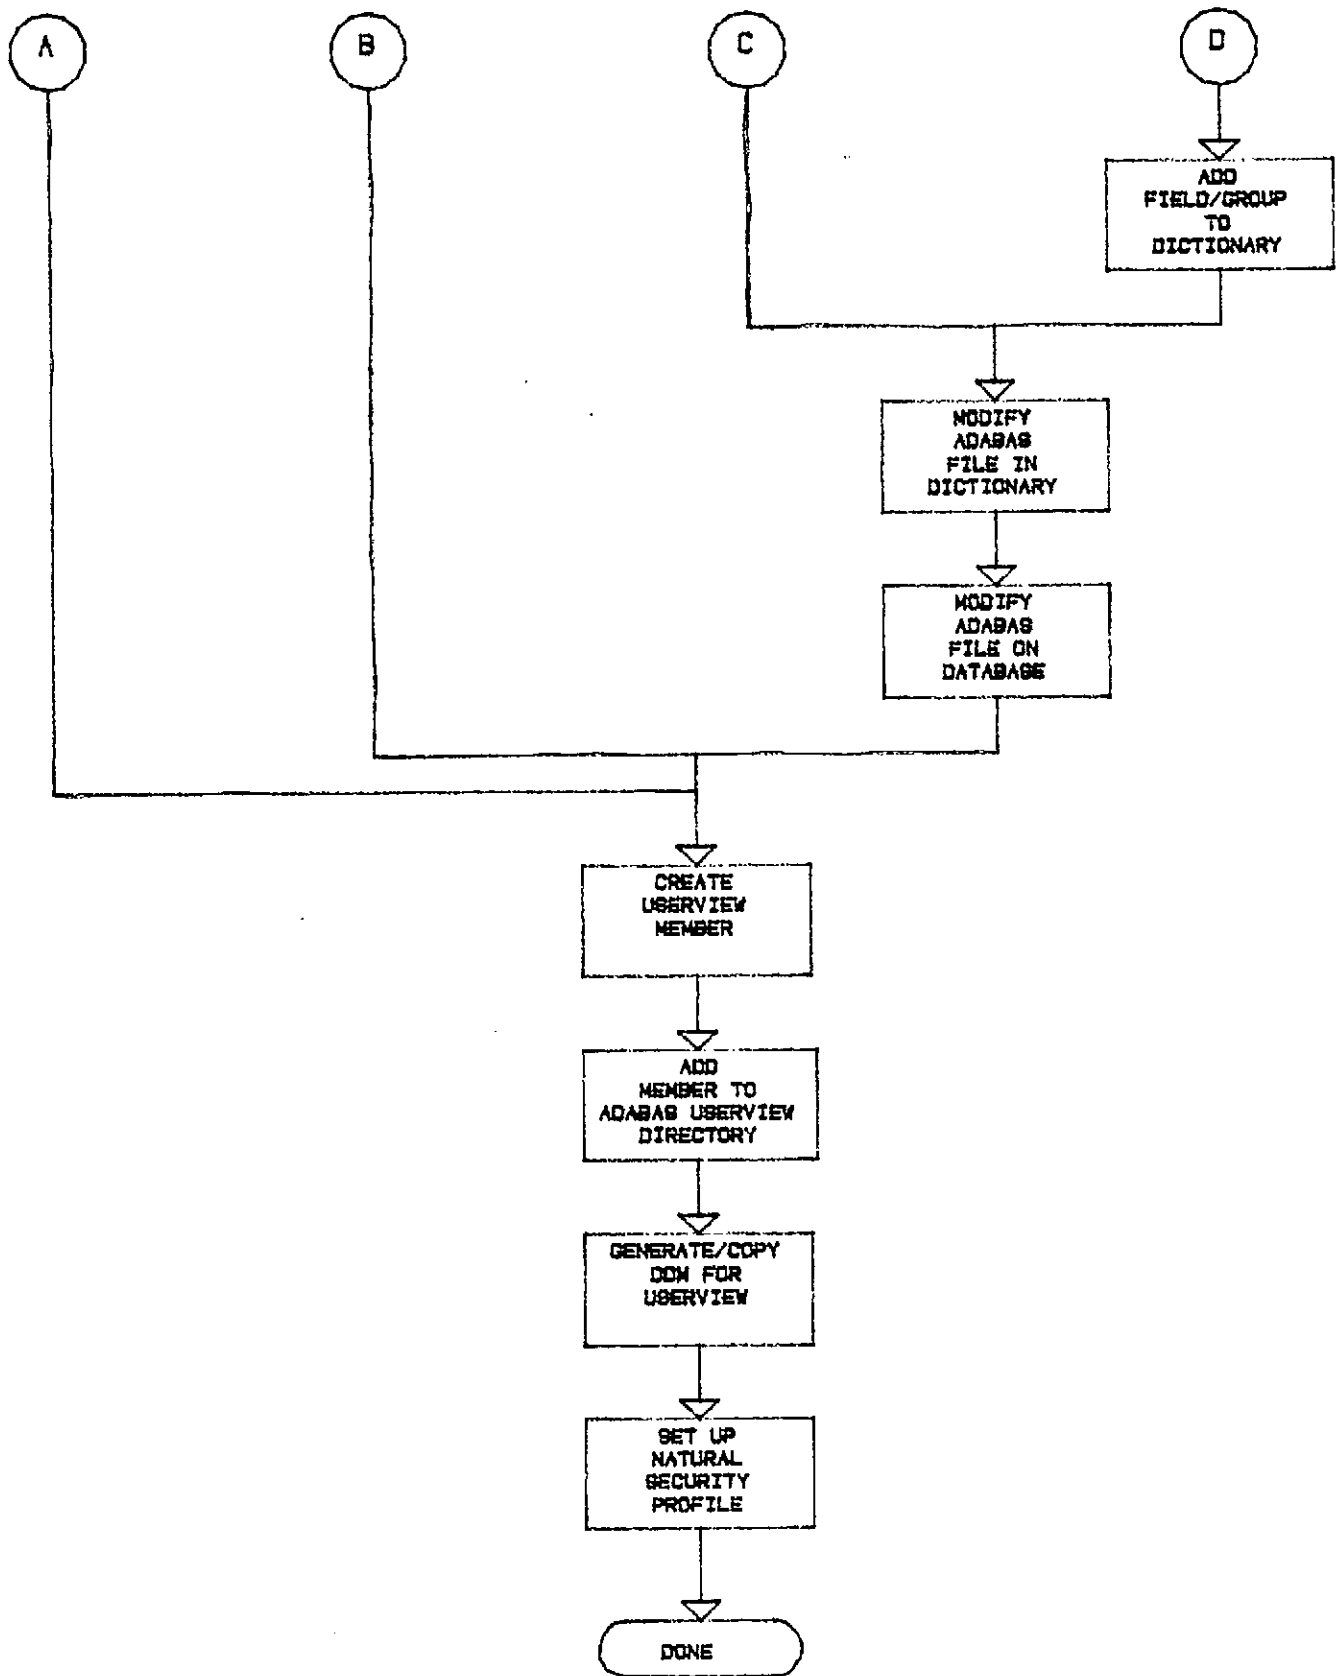 A
B
C
D
ADD
FIELD/GROUP
TO
DICTIONARY
MODIFY
ADABAS
FILE IN
DICTIONARY
MODIFY
ADABAS
FILE ON
DATABASE
CREATE
USERVIEW
MEMBER
ADD
MEMBER TO
ADABAS USERVIEW
DIRECTORY
GENERATE/COPY
DDM FOR
USERVIEW
SET UP
NATURAL
SECURITY
PROFILE
DONE